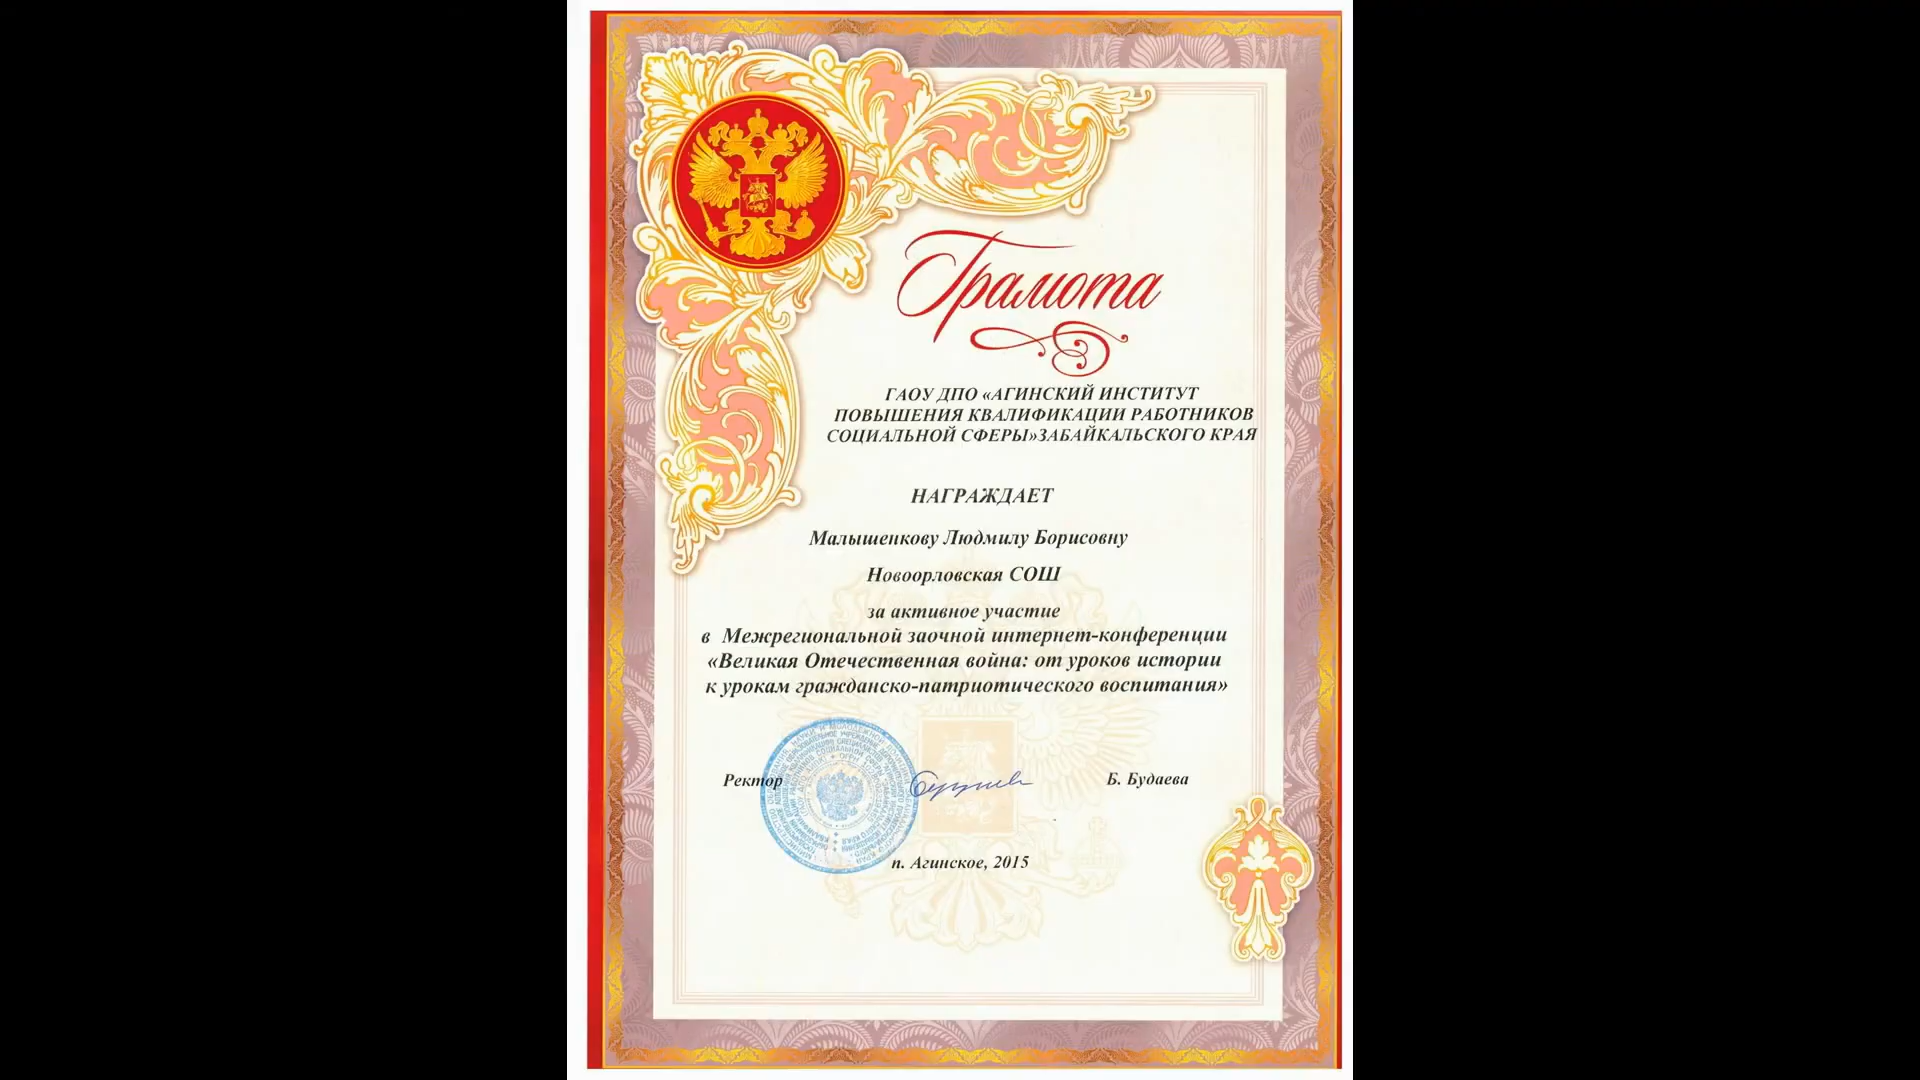 Грамота
ГАОУ ДПО «АГИНСКИЙ ИНСТИТУТ
ПОВЫШЕНИЯ КВАЛИФИКАЦИИ РАБОТНИКОВ
СОЦИАЛЬНОЙ СФЕРЫ»ЗАБАЙКАЛЬСКОГО КРАЯ
НАГРАЖДАЕТ
Малышенкову Людмилу Борисовну
Новоорловская СОШ
за активное участие
в Межрегиональной заочной интернет-конференции
«Великая Отечественная война: от уроков истории
к урокам гражданско-патриотического воспитания»
Ректор
Б. Будаева
п. Агинское, 2015